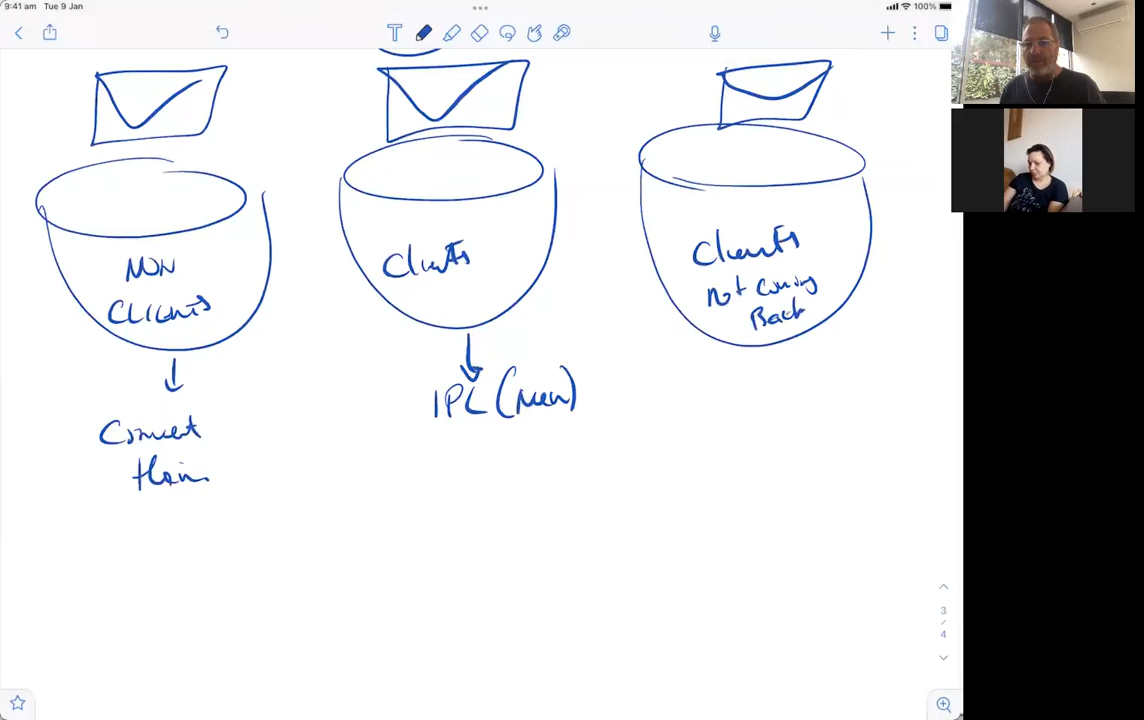 9:41 am Tue 9 Jan
100%
T
NON
CLIENTS
Clients
Clients
Not Coming
Back
IPL (New)
Convert
them
3
/
4